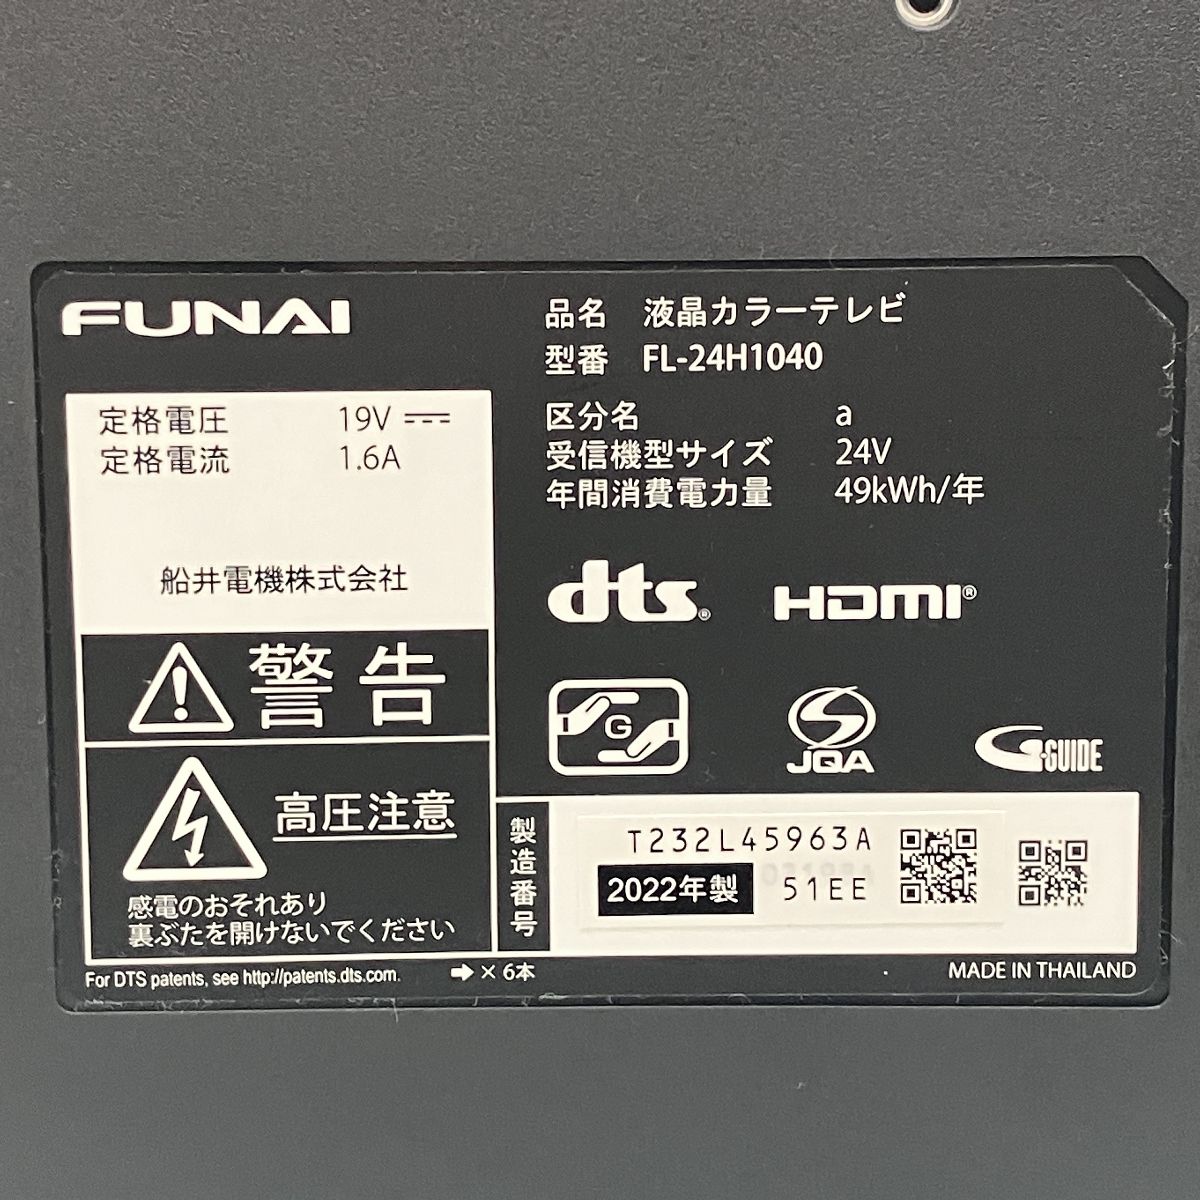 FUNAI
品名 液晶カラーテレビ
型番 FL-24H1040
定格電圧 19V
定格電流 1.6A
船井電機株式会社
区分名 a
受信機型サイズ 24V
年間消費電力量 49kWh/年
dts®
HDMI®
G
JQA
G-GUIDE
警告
高圧注意
感電のおそれあり
裏ぶたを開けないでください
製造番号
T232L45963A
2022年製 51EE
For DTS patents, see http://patents.dts.com.
➡ × 6本
MADE IN THAILAND